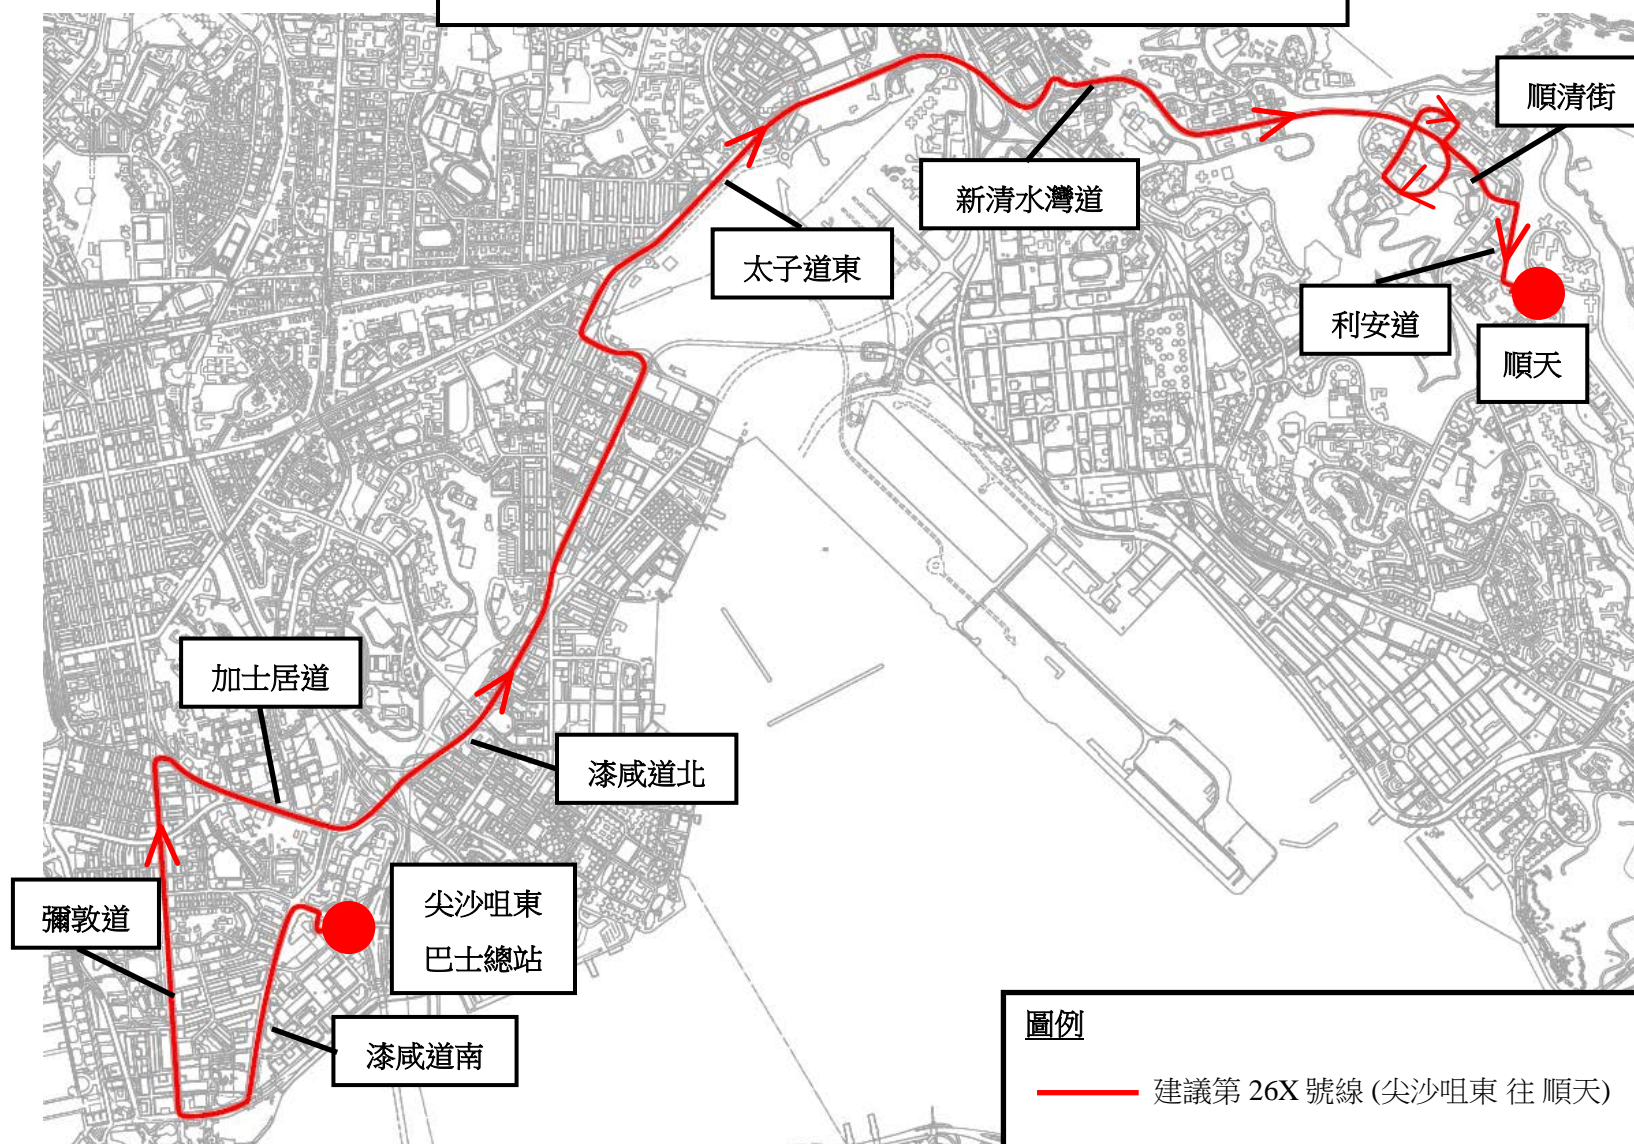 順清街
新清水灣道
太子道東
利安道
順天
加士居道
漆咸道北
彌敦道
尖沙咀東
巴士總站
漆咸道南
圖例
建議第 26X 號線 (尖沙咀東 往 順天)